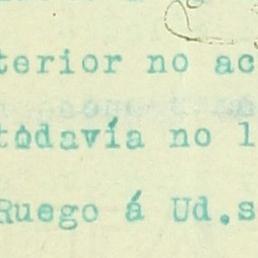 terior no ac
todavía no l
Ruego á Ud.s